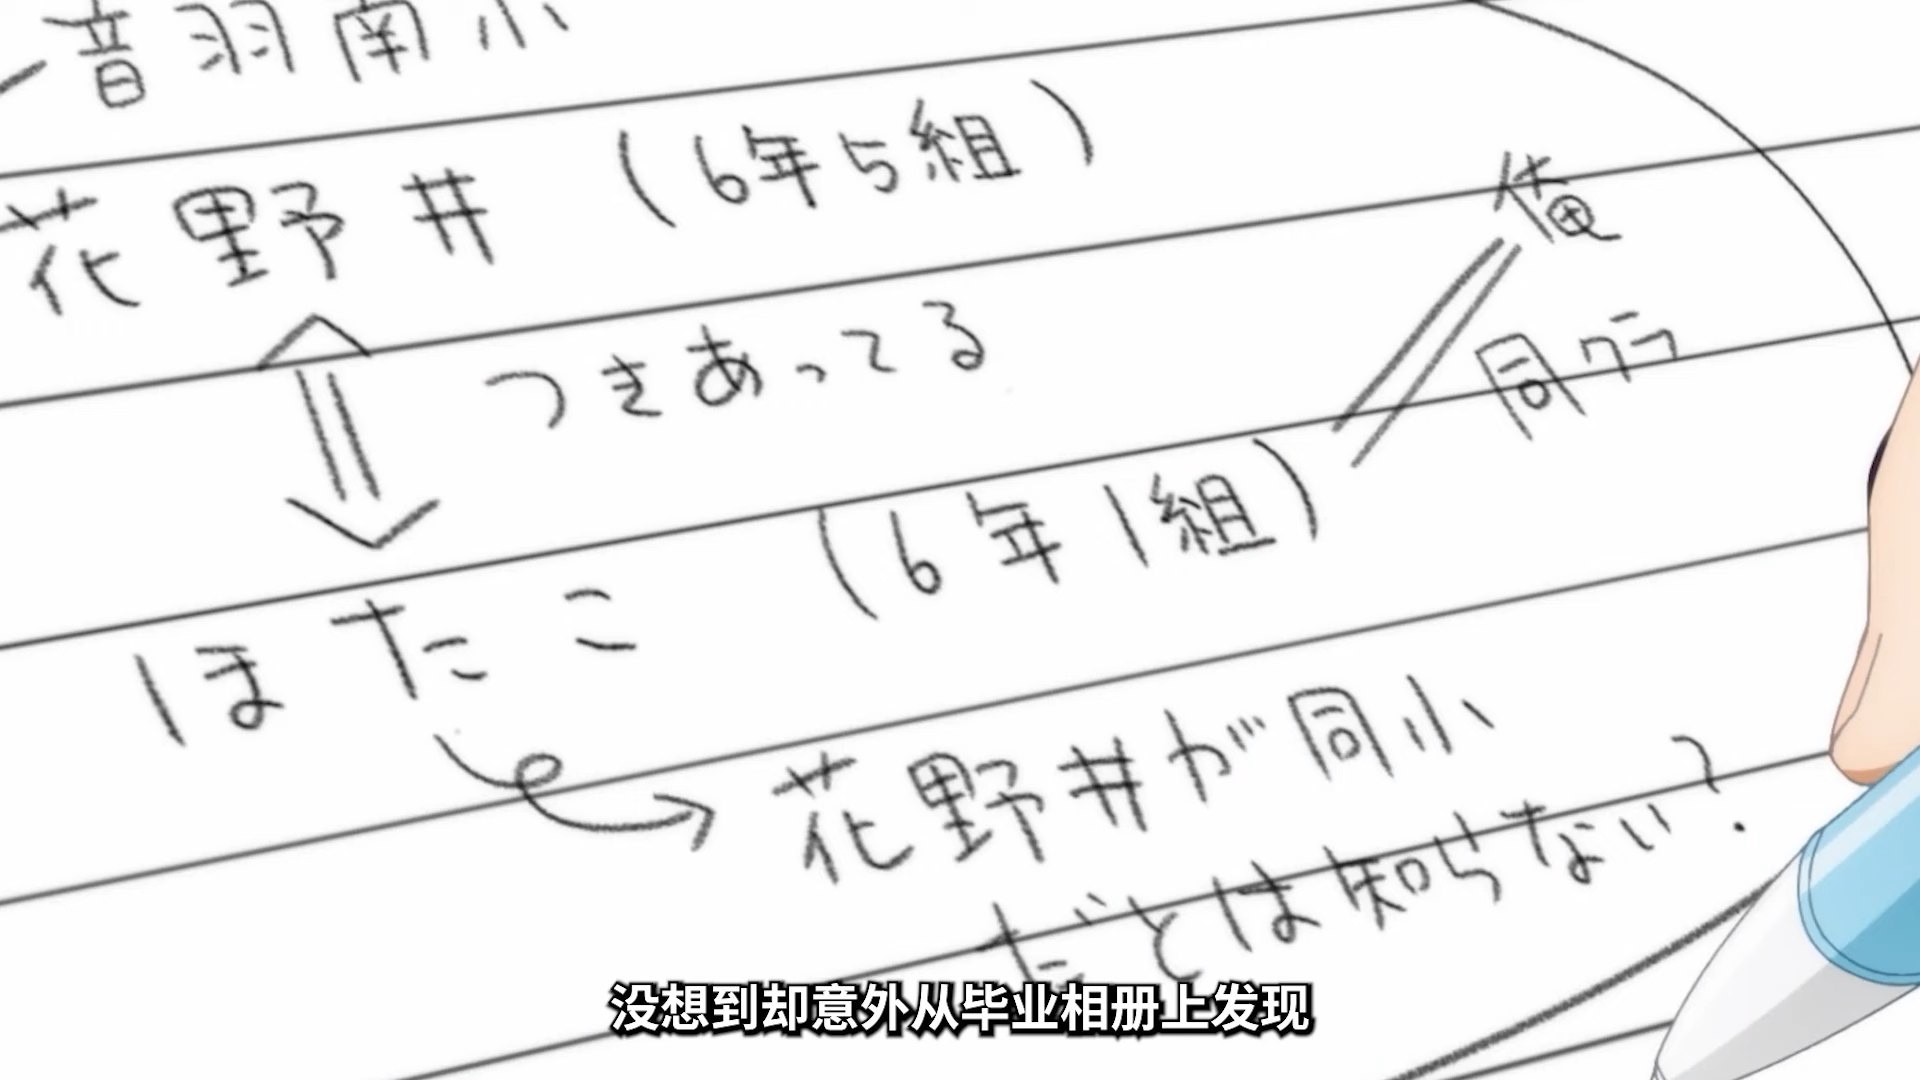 音羽南小
花野井 (6年5組)
俺
つきあってる
同クラ
ほたこ (6年1組)
花野井が同小
だとは知らない?
没想到却意外从毕业相册上发现